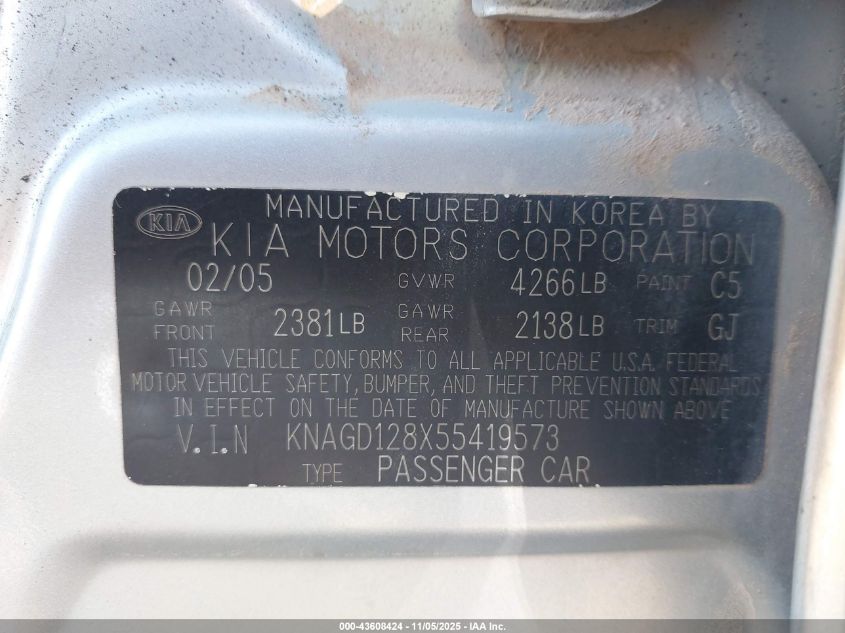 KIA
MANUFACTURED IN KOREA BY
KIA MOTORS CORPORATION
02/05 GVWR 4266LB PAINT C5
GAWR FRONT 2381LB GAWR REAR 2138LB TRIM GJ
THIS VEHICLE CONFORMS TO ALL APPLICABLE U.S.A. FEDERAL
MOTOR VEHICLE SAFETY, BUMPER, AND THEFT PREVENTION STANDARDS
IN EFFECT ON THE DATE OF MANUFACTURE SHOWN ABOVE
V.I.N KNAGD128X55419573
TYPE PASSENGER CAR
000-43608424 - 11/05/2025 - IAA Inc.